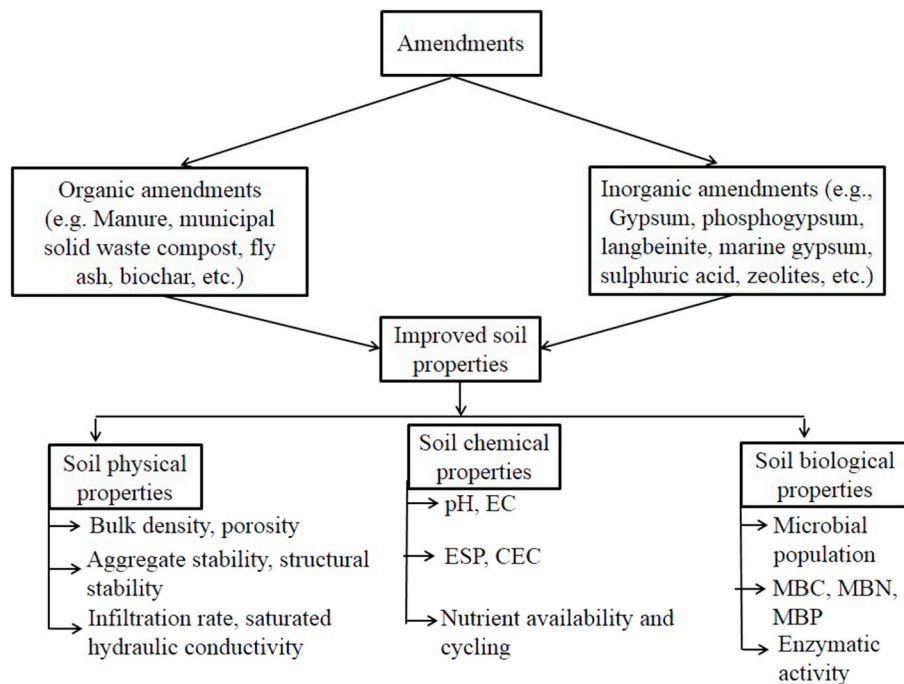 Amendments
Organic amendments
(e.g. Manure, municipal
solid waste compost, fly
ash, biochar, etc.)
Inorganic amendments (e.g.,
Gypsum, phosphogypsum,
langbeinite, marine gypsum,
sulphuric acid, zeolites, etc.)
Improved soil
properties
Soil physical
properties
Bulk density, porosity
Aggregate stability, structural
stability
Infiltration rate, saturated
hydraulic conductivity
Soil chemical
properties
pH, EC
ESP, CEC
Nutrient availability and
cycling
Soil biological
properties
Microbial
population
MBC, MBN,
MBP
Enzymatic
activity